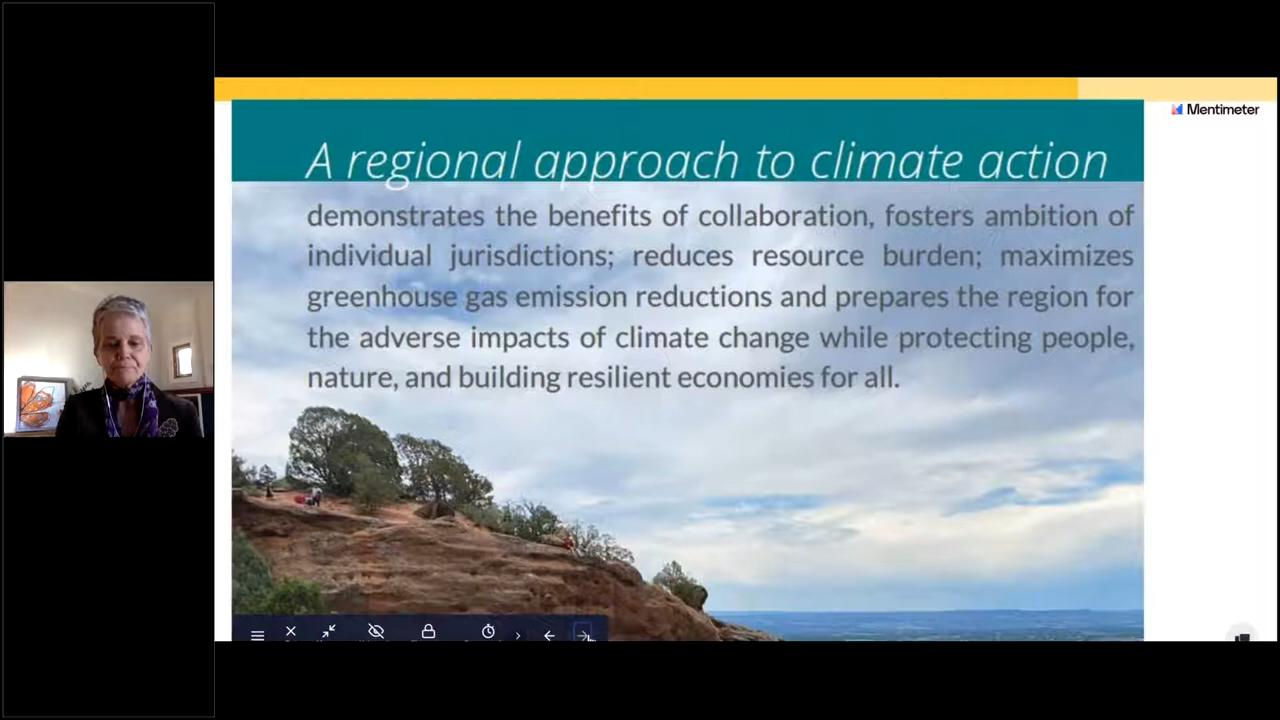 Mentimeter
A regional approach to climate action
demonstrates the benefits of collaboration, fosters ambition of
individual jurisdictions; reduces resource burden; maximizes
greenhouse gas emission reductions and prepares the region for
the adverse impacts of climate change while protecting people,
nature, and building resilient economies for all.